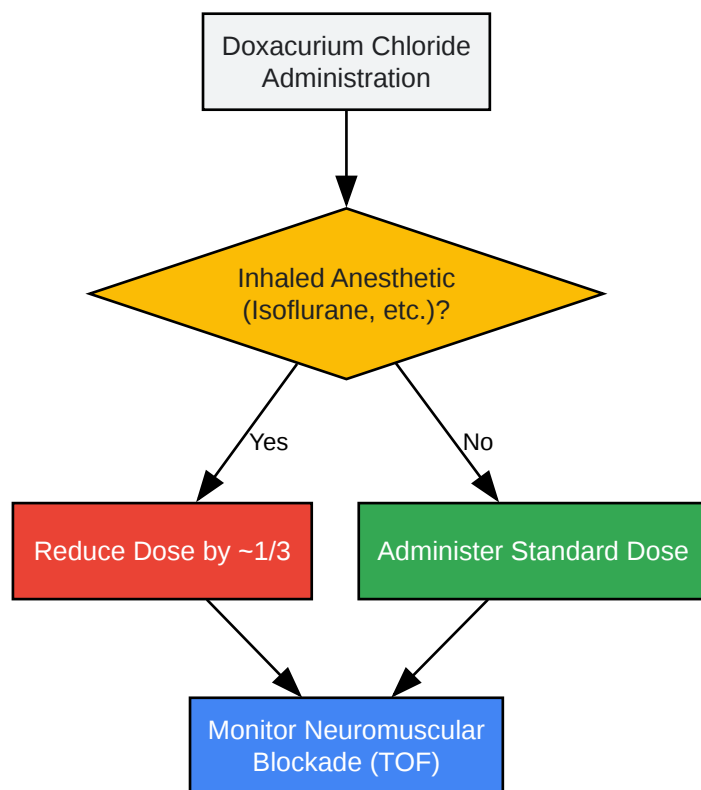 Doxacurium Chloride
Administration
Inhaled Anesthetic
(Isoflurane, etc.)?
Yes
No
Reduce Dose by ~1/3
Administer Standard Dose
Monitor Neuromuscular
Blockade (TOF)